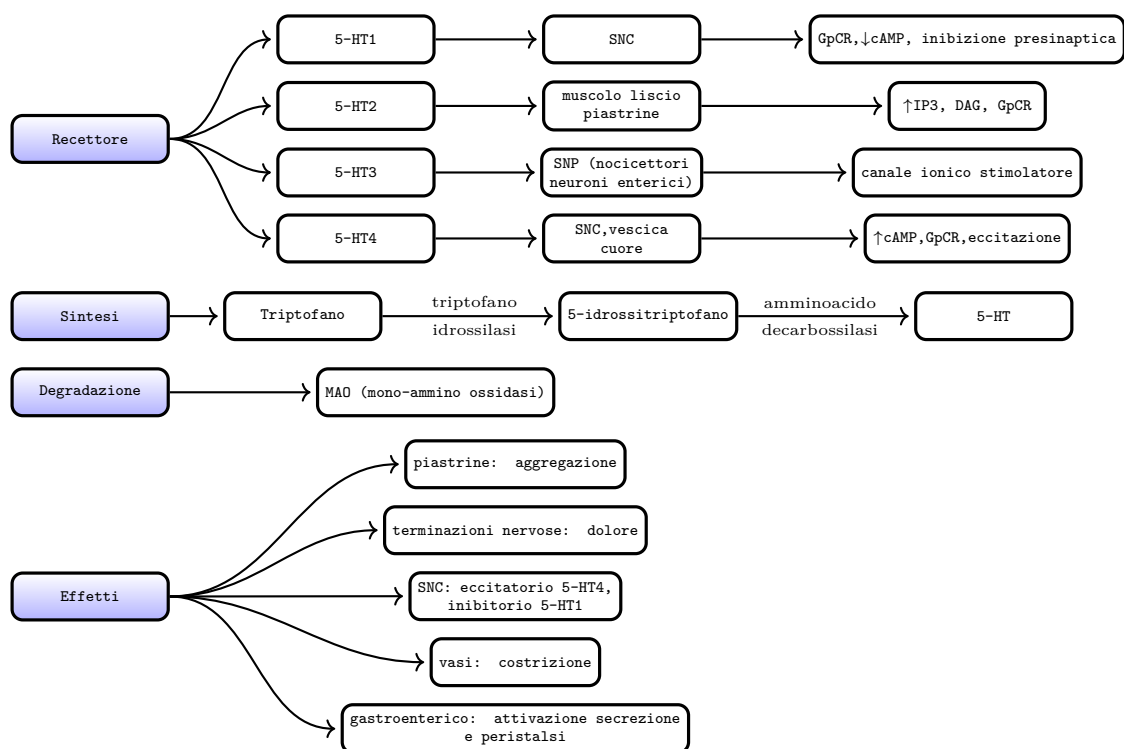 5-HT1
SNC
GpCR,↓cAMP, inibizione presinaptica
5-HT2
muscolo liscio
piastrine
↑IP3, DAG, GpCR
Recettore
5-HT3
SNP (nocicettori
neuroni enterici)
canale ionico stimolatore
5-HT4
SNC,vescica
cuore
↑cAMP,GpCR,eccitazione
Sintesi
Triptofano
triptofano
idrossilasi
5-idrossitriptofano
amminoacido
decarbossilasi
5-HT
Degradazione
MAO (mono-ammino ossidasi)
piastrine: aggregazione
terminazioni nervose: dolore
Effetti
SNC: eccitatorio 5-HT4,
inibitorio 5-HT1
vasi: costrizione
gastroenterico: attivazione secrezione
e peristalsi